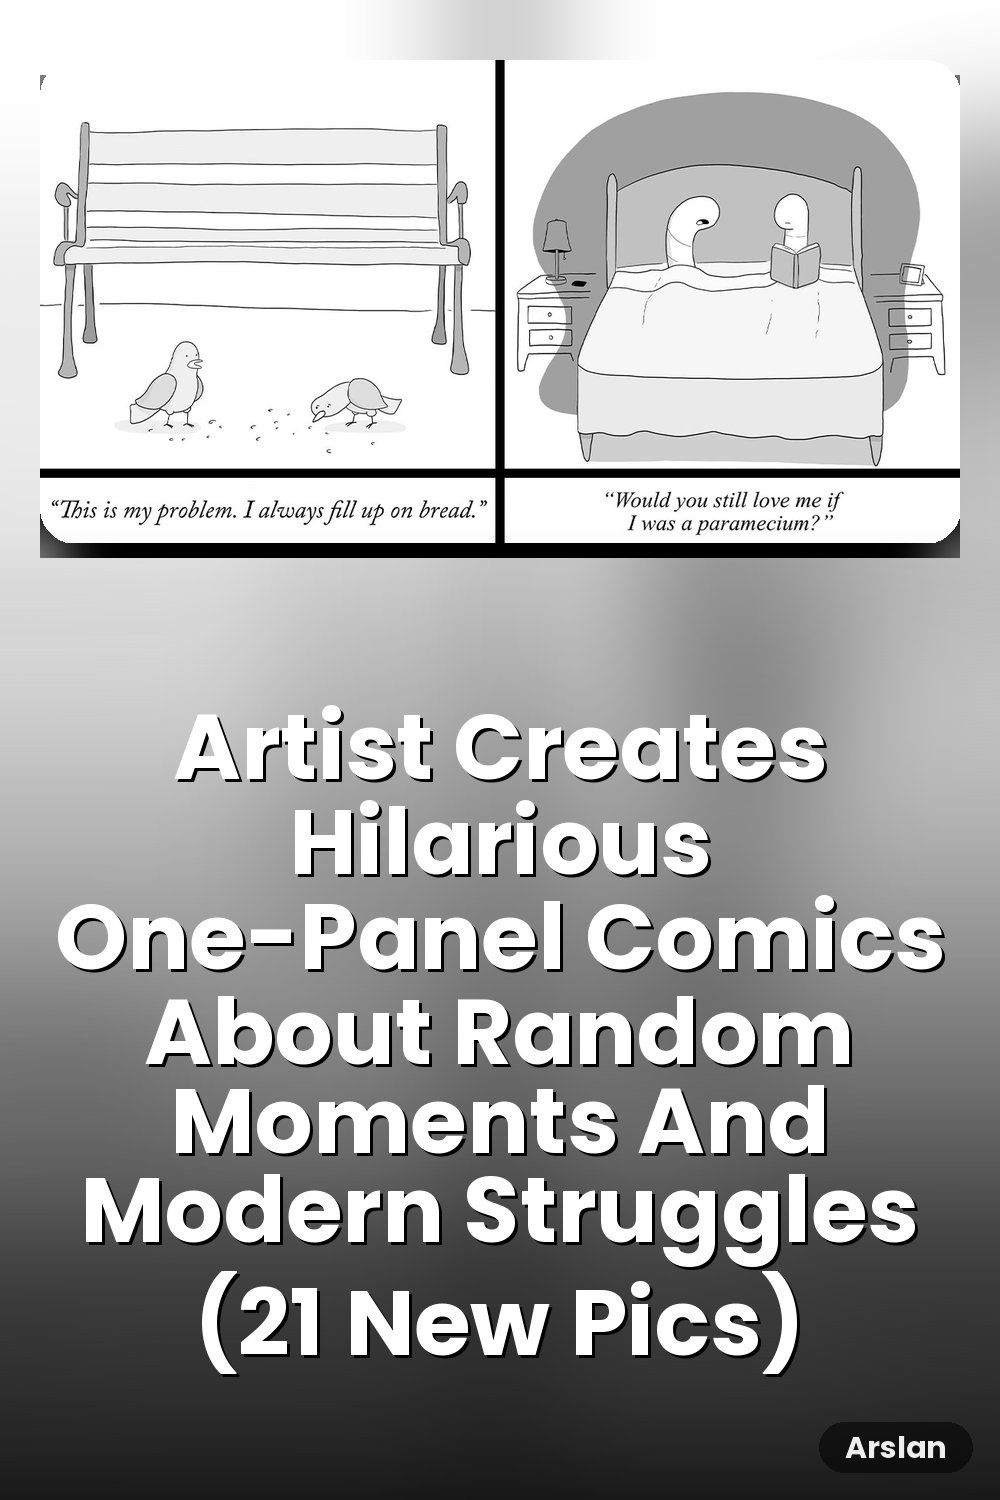 “This is my problem. I always fill up on bread.”
“Would you still love me if
I was a paramecium?”
Artist Creates
Hilarious
One-Panel Comics
About Random
Moments And
Modern Struggles
(21 New Pics)
Arslan